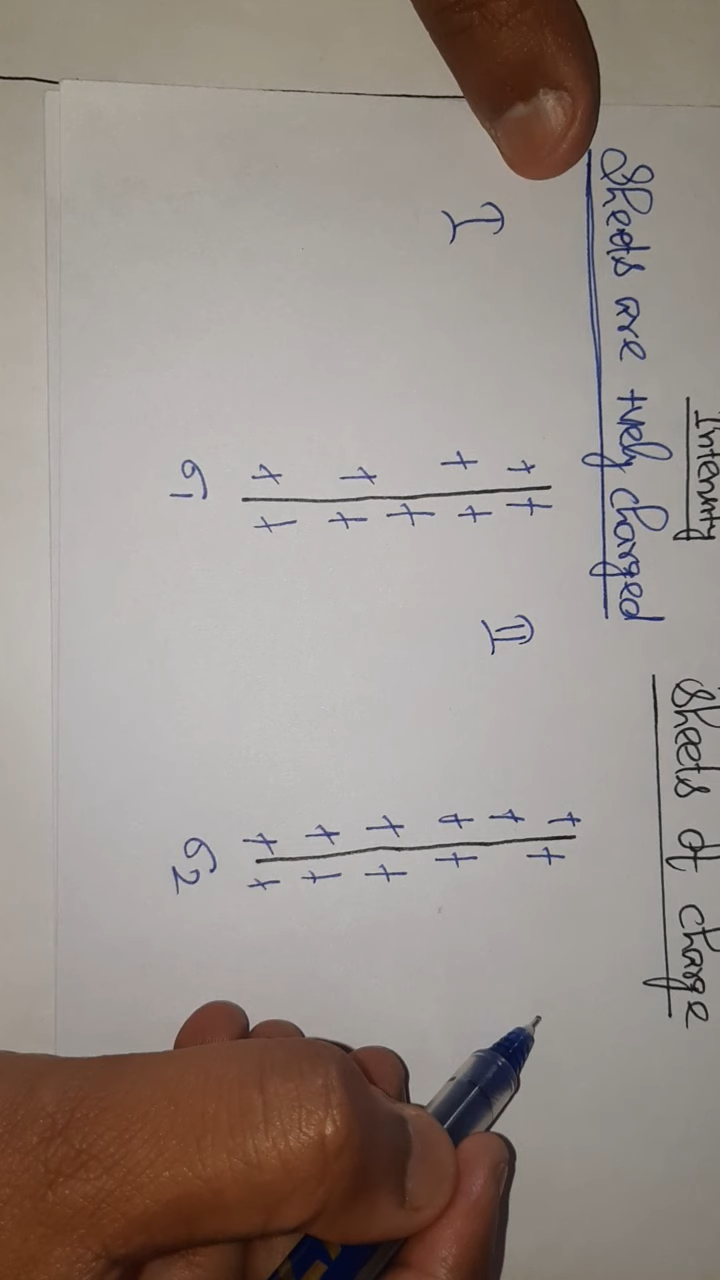 Intensity
sheets of charge
Sheets are +vely charged
I
II
+ + + +
+ + + + +
σ1
+ + + + + +
+ + + + +
σ2